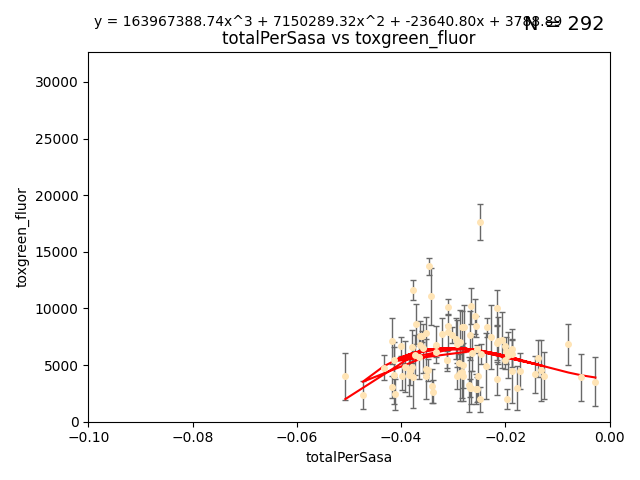 y = 163967388.74x^3 + 7150289.32x^2 + -23640.80x + 3788.89
N = 292
totalPerSasa vs toxgreen_fluor
30000
25000
20000
15000
10000
5000
0
toxgreen_fluor
−0.10 −0.08 −0.06 −0.04 −0.02 0.00
totalPerSasa